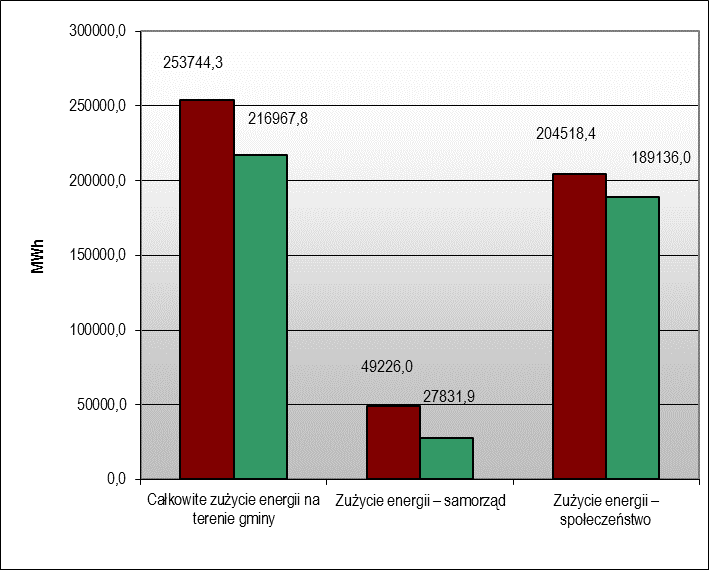 300000,0
253744,3
250000,0
216967,8
204518,4
189136,0
200000,0
150000,0
MWh
100000,0
49226,0
27831,9
50000,0
0,0
Całkowite zużycie energii na
terenie gminy
Zużycie energii – samorząd
Zużycie energii –
społeczeństwo